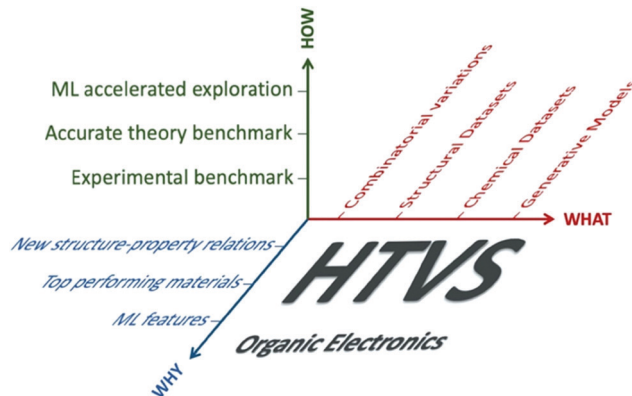 HOW
ML accelerated exploration
Accurate theory benchmark
Experimental benchmark
Combinatorial variations
Structural Datasets
Chemical Datasets
Generative Models
WHAT
New structure-property relations
Top performing materials
ML features
WHY
HTVS
Organic Electronics